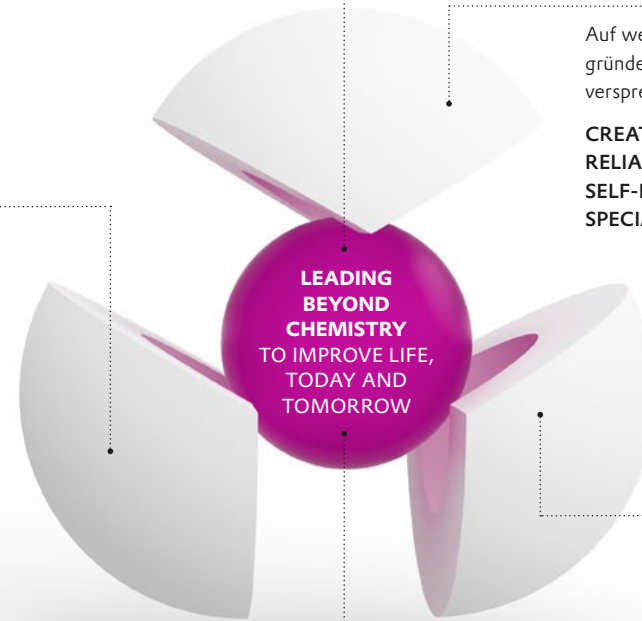 Auf we
gründe
verspre
CREAT
RELIA
SELF-
SPECIA
LEADING
BEYOND
CHEMISTRY
TO IMPROVE LIFE,
TODAY AND
TOMORROW